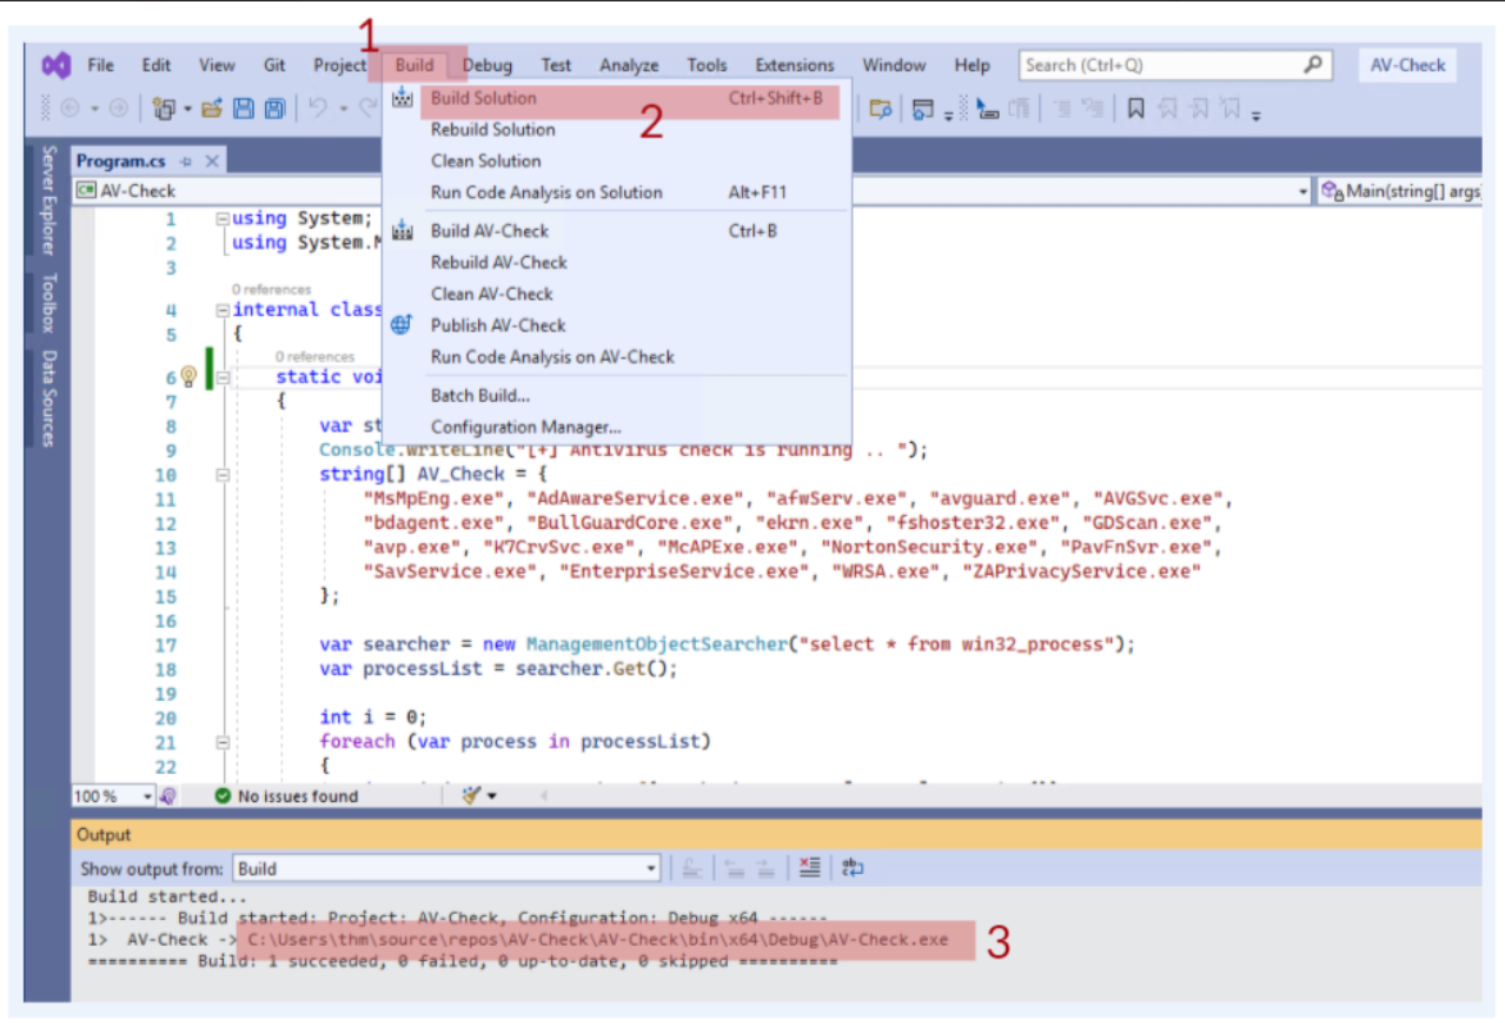 1
File Edit View Git Project Build Debug Test Analyze Tools Extensions Window Help Search (Ctrl+Q) AV-Check
Build Solution Ctrl+Shift+B
2
Rebuild Solution
Clean Solution
Run Code Analysis on Solution Alt+F11
Build AV-Check Ctrl+B
Rebuild AV-Check
Clean AV-Check
Publish AV-Check
Run Code Analysis on AV-Check
Batch Build...
Configuration Manager...
Server Explorer
Toolbox
Data Sources
Program.cs
C# AV-Check Main(string[] args
1 using System;
2 using System.M
3
0 references
4 internal class
5 {
0 references
6 static voi
7 {
8 var st
9 Console.WriteLine("[+] Antivirus check is running .. ");
10 string[] AV_Check = {
11 "MsMpEng.exe", "AdAwareService.exe", "afwServ.exe", "avguard.exe", "AVGSvc.exe",
12 "bdagent.exe", "BullGuardCore.exe", "ekrn.exe", "fshoster32.exe", "GDScan.exe",
13 "avp.exe", "K7CrvSvc.exe", "McAPExe.exe", "NortonSecurity.exe", "PavFnSvr.exe",
14 "SavService.exe", "EnterpriseService.exe", "WRSA.exe", "ZAPrivacyService.exe"
15 };
16
17 var searcher = new ManagementObjectSearcher("select * from win32_process");
18 var processList = searcher.Get();
19
20 int i = 0;
21 foreach (var process in processList)
22 {
100 % No issues found
Output
Show output from: Build
Build started...
1>------ Build started: Project: AV-Check, Configuration: Debug x64 ------
1> AV-Check -> C:\Users\thm\source\repos\AV-Check\AV-Check\bin\x64\Debug\AV-Check.exe
3
========== Build: 1 succeeded, 0 failed, 0 up-to-date, 0 skipped ==========